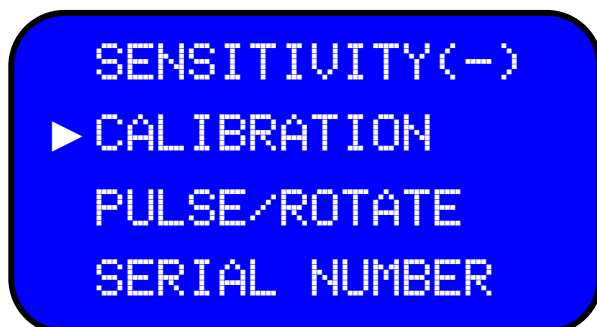 SENSITIVITY(-)
►CALIBRATION
PULSE/ROTATE
SERIAL NUMBER